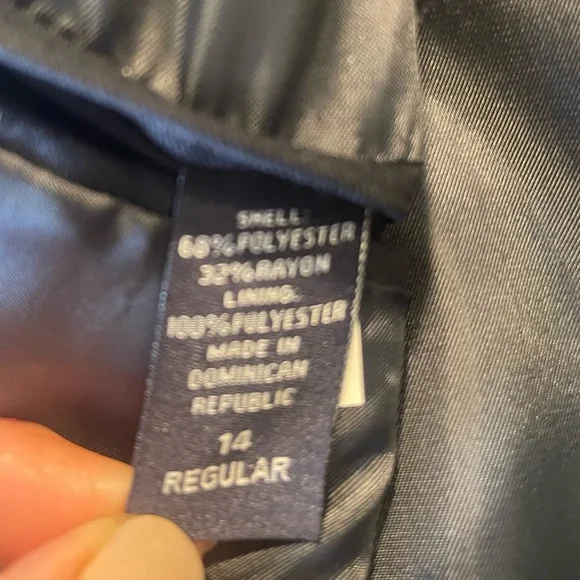 SHELL:
68%POLYESTER
32%RAYON
LINING:
100%POLYESTER
MADE IN
DOMINICAN
REPUBLIC
14
REGULAR